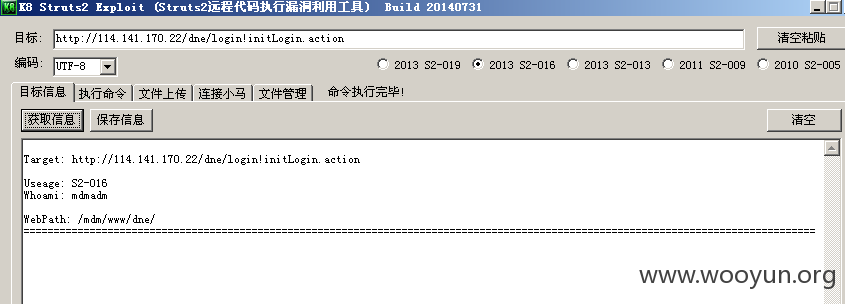 K8 Struts2 Exploit (Struts2远程代码执行漏洞利用工具) Build 20140731
目标: http://114.141.170.22/dne/login!initLogin.action 清空粘贴
编码: UTF-8 2013 S2-019 2013 S2-016 2013 S2-013 2011 S2-009 2010 S2-005
目标信息 执行命令 文件上传 连接小马 文件管理 命令执行完毕!
获取信息 保存信息 清空
Target: http://114.141.170.22/dne/login!initLogin.action
Useage: S2-016
Whoami: mdmadm
WebPath: /mdm/www/dne/
www.wooyun.org